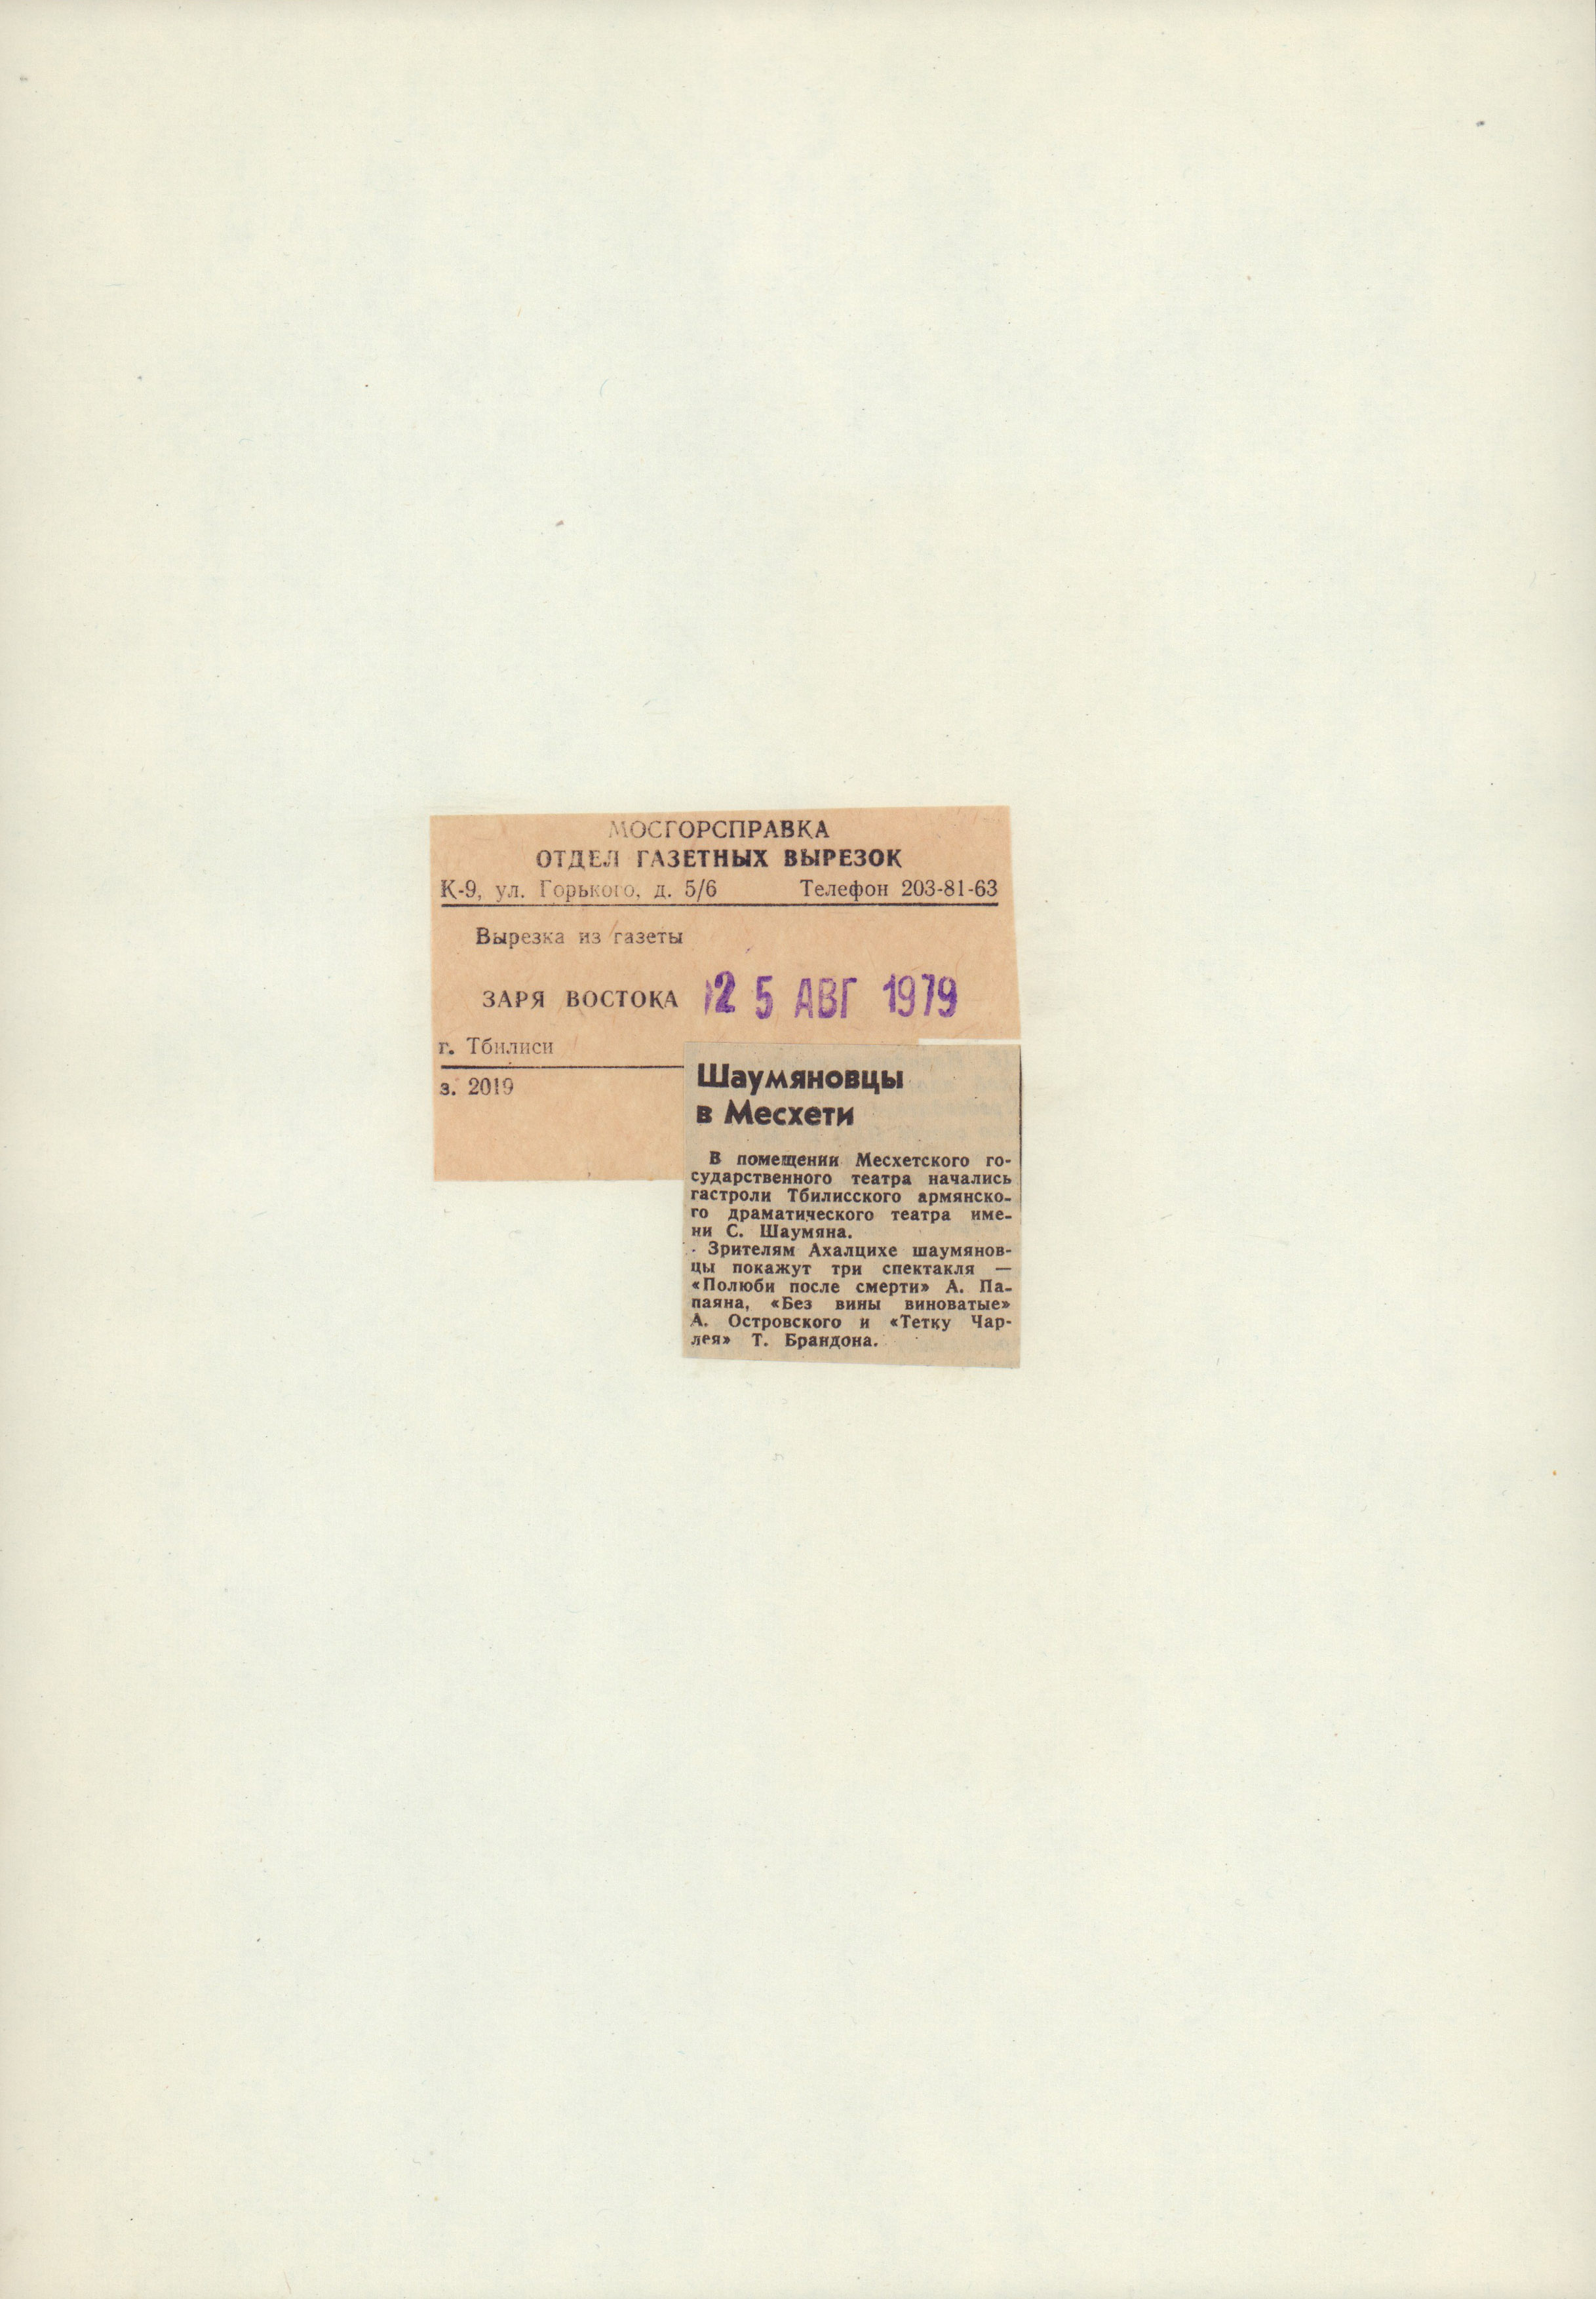 МОСГОРСПРАВКА
ОТДЕЛ ГАЗЕТНЫХ ВЫРЕЗОК
К-9, ул. Горького, д. 5/6 Телефон 203-81-63
Вырезка из газеты
ЗАРЯ ВОСТОКА 25 АВГ 1979
г. Тбилиси
з. 2019
Шаумяновцы
в Месхети
В помещении Месхетского го-
сударственного театра начались
гастроли Тбилисского армянско-
го драматического театра име-
ни С. Шаумяна.
Зрителям Ахалцихе шаумянов-
цы покажут три спектакля —
«Полюби после смерти» А. Па-
паяна, «Без вины виноватые»
А. Островского и «Тетку Чар-
лея» Т. Брандона.